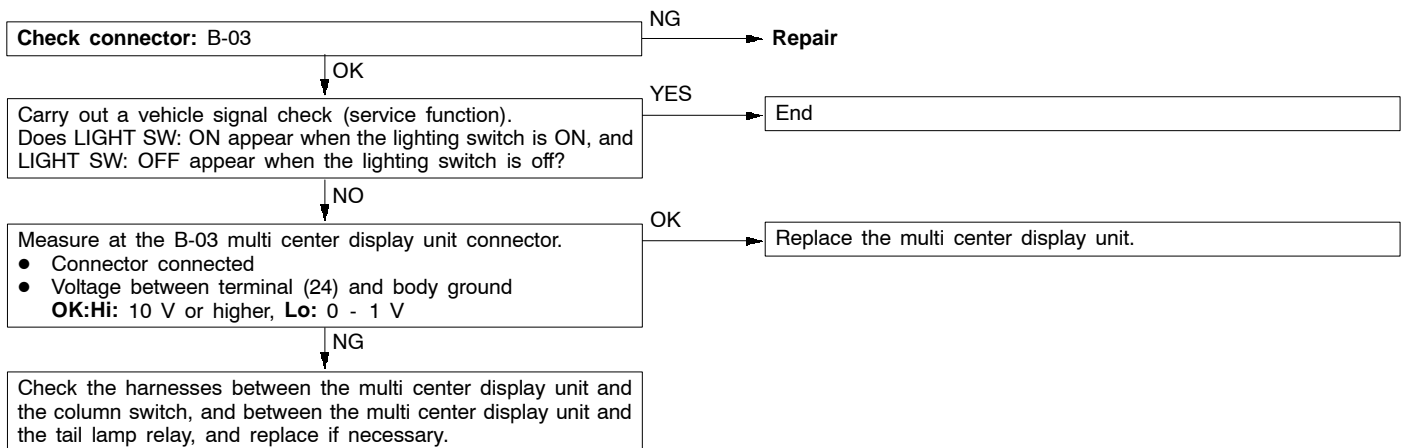 Check connector: B-03
NG
Repair
OK
Carry out a vehicle signal check (service function).
Does LIGHT SW: ON appear when the lighting switch is ON, and
LIGHT SW: OFF appear when the lighting switch is off?
YES
End
NO
Measure at the B-03 multi center display unit connector.
● Connector connected
● Voltage between terminal (24) and body ground
OK:Hi: 10 V or higher, Lo: 0 - 1 V
OK
Replace the multi center display unit.
NG
Check the harnesses between the multi center display unit and
the column switch, and between the multi center display unit and
the tail lamp relay, and replace if necessary.